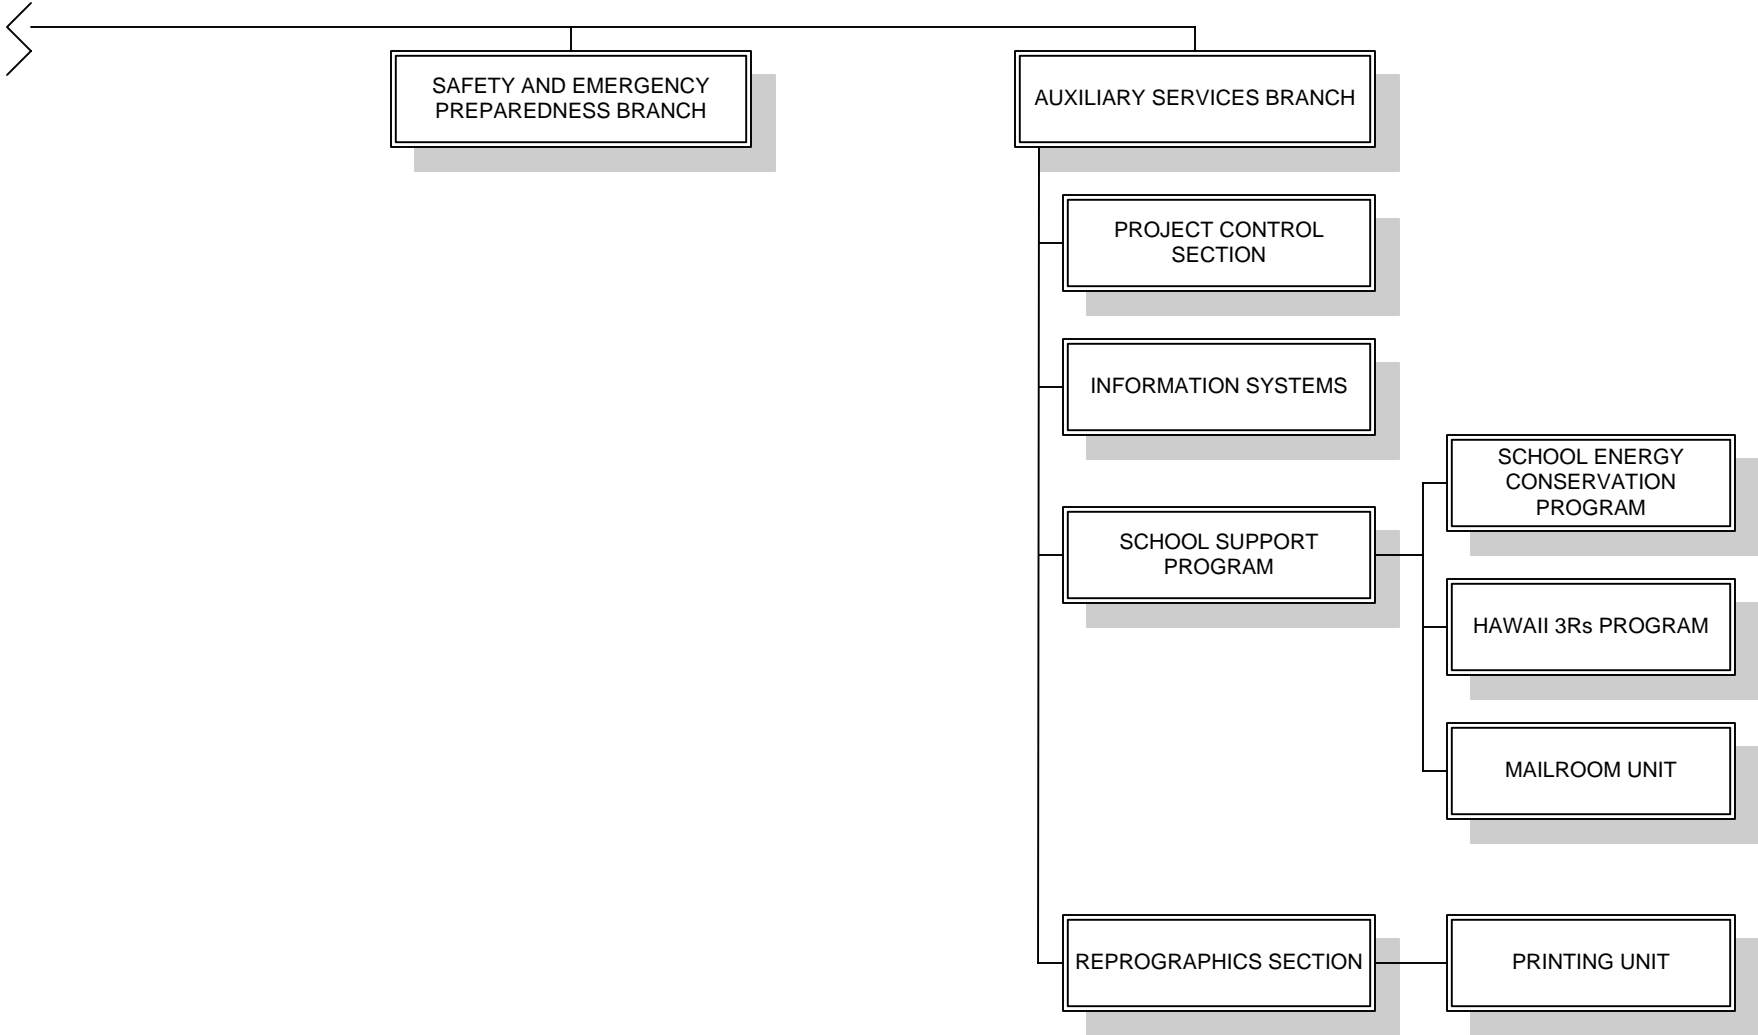 SAFETY AND EMERGENCY
PREPAREDNESS BRANCH
AUXILIARY SERVICES BRANCH
PROJECT CONTROL
SECTION
INFORMATION SYSTEMS
SCHOOL SUPPORT
PROGRAM
SCHOOL ENERGY
CONSERVATION
PROGRAM
HAWAII 3Rs PROGRAM
MAILROOM UNIT
REPROGRAPHICS SECTION
PRINTING UNIT